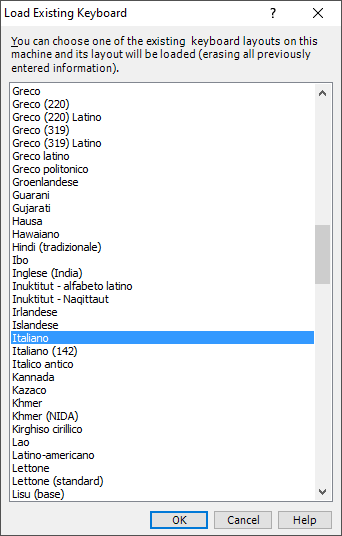 Load Existing Keyboard
You can choose one of the existing keyboard layouts on this
machine and its layout will be loaded (erasing all previously
entered information).
Greco
Greco (220)
Greco (220) Latino
Greco (319)
Greco (319) Latino
Greco latino
Greco politonico
Groenlandese
Guarani
Gujarati
Hausa
Hawaiano
Hindi (tradizionale)
Ibo
Inglese (India)
Inuktitut - alfabeto latino
Inuktitut - Naqittaut
Irlandese
Islandese
Italiano
Italiano (142)
Italico antico
Kannada
Kazaco
Khmer
Khmer (NIDA)
Kirghiso cirillico
Lao
Latino-americano
Lettone
Lettone (standard)
Lisu (base)
OK Cancel Help